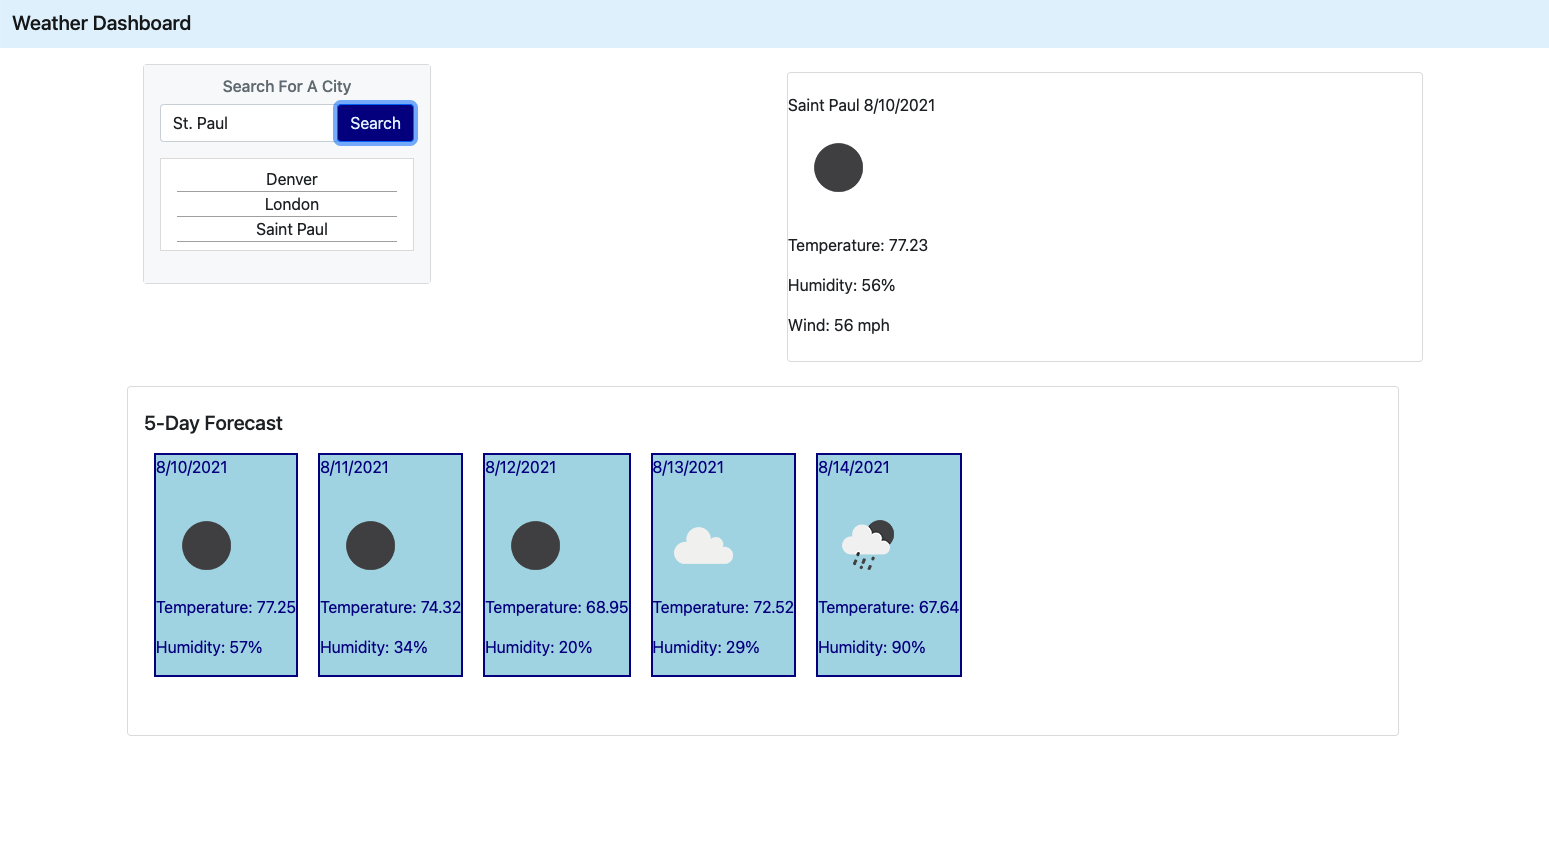 Weather Dashboard
Search For A City
St. Paul
Search
Denver
London
Saint Paul
Saint Paul 8/10/2021
Temperature: 77.23
Humidity: 56%
Wind: 56 mph
5-Day Forecast
8/10/2021
Temperature: 77.25
Humidity: 57%
8/11/2021
Temperature: 74.32
Humidity: 34%
8/12/2021
Temperature: 68.95
Humidity: 20%
8/13/2021
Temperature: 72.52
Humidity: 29%
8/14/2021
Temperature: 67.64
Humidity: 90%